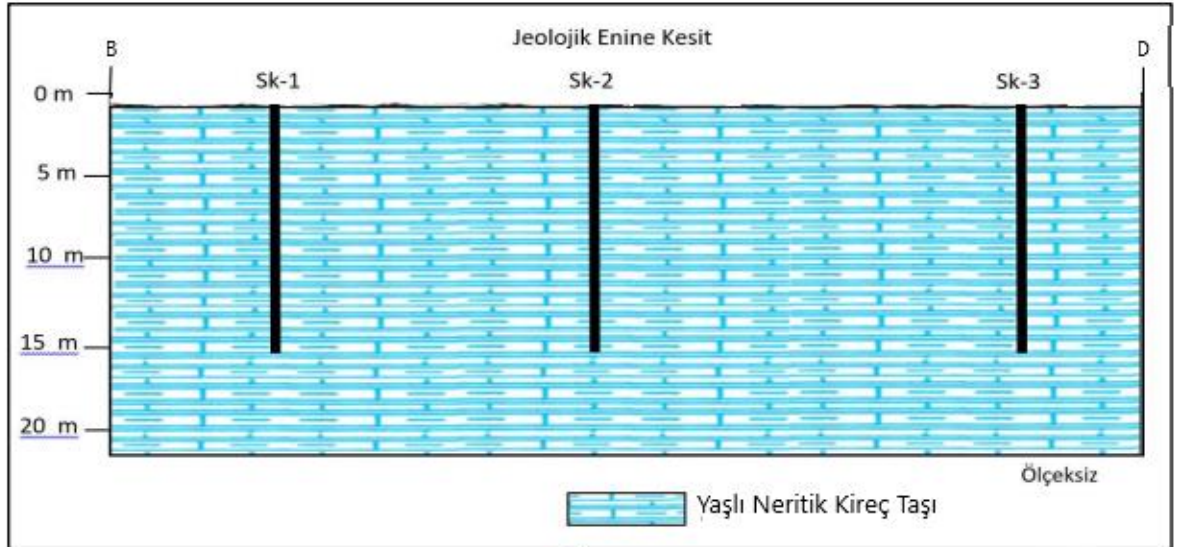 Jeolojik Enine Kesit
B
D
Sk-1
Sk-2
Sk-3
0 m
5 m
10 m
15 m
20 m
Ölçeksiz
Yaşlı Neritik Kireç Taşı